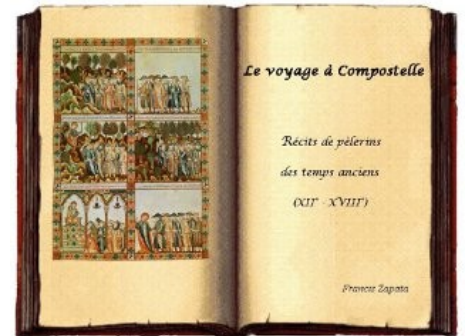 Le voyage à Compostelle
Récits de pèlerins
des temps anciens
(XIIᵉ - XVIIIᵉ)
Francis Zapata